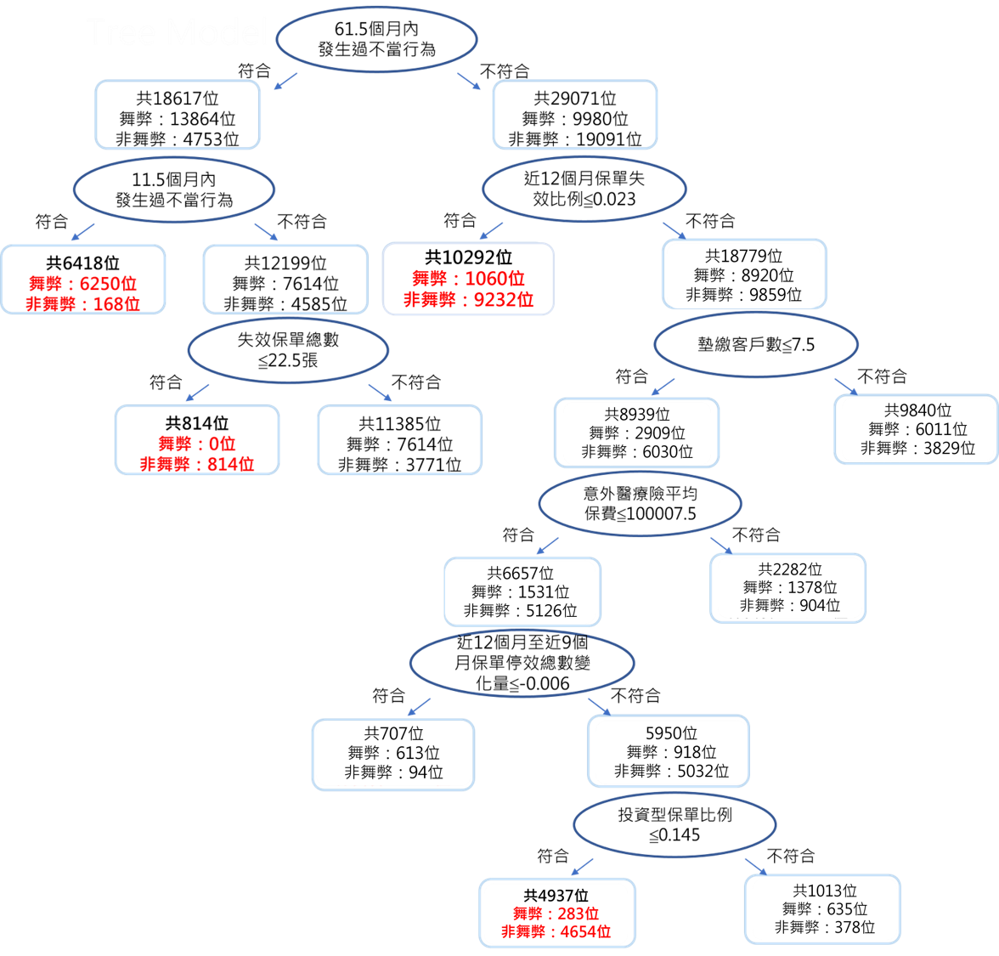 61.5個月內
發生過不當行為
符合
不符合
共18617位
舞弊：13864位
非舞弊：4753位
共29071位
舞弊：9980位
非舞弊：19091位
11.5個月內
發生過不當行為
近12個月保單失
效比例≦0.023
符合
不符合
符合
不符合
共6418位
舞弊：6250位
非舞弊：168位
共12199位
舞弊：7614位
非舞弊：4585位
共10292位
舞弊：1060位
非舞弊：9232位
共18779位
舞弊：8920位
非舞弊：9859位
失效保單總數
≦22.5張
墊繳客戶數≦7.5
符合
不符合
符合
不符合
共814位
舞弊：0位
非舞弊：814位
共11385位
舞弊：7614位
非舞弊：3771位
共8939位
舞弊：2909位
非舞弊：6030位
共9840位
舞弊：6011位
非舞弊：3829位
意外醫療險平均
保費≦100007.5
符合
不符合
共6657位
舞弊：1531位
非舞弊：5126位
共2282位
舞弊：1378位
非舞弊：904位
近12個月至近9個
月保單停效總數變
化量≦-0.006
符合
不符合
共707位
舞弊：613位
非舞弊：94位
5950位
舞弊：918位
非舞弊：5032位
投資型保單比例
≦0.145
符合
不符合
共4937位
舞弊：283位
非舞弊：4654位
共1013位
舞弊：635位
非舞弊：378位